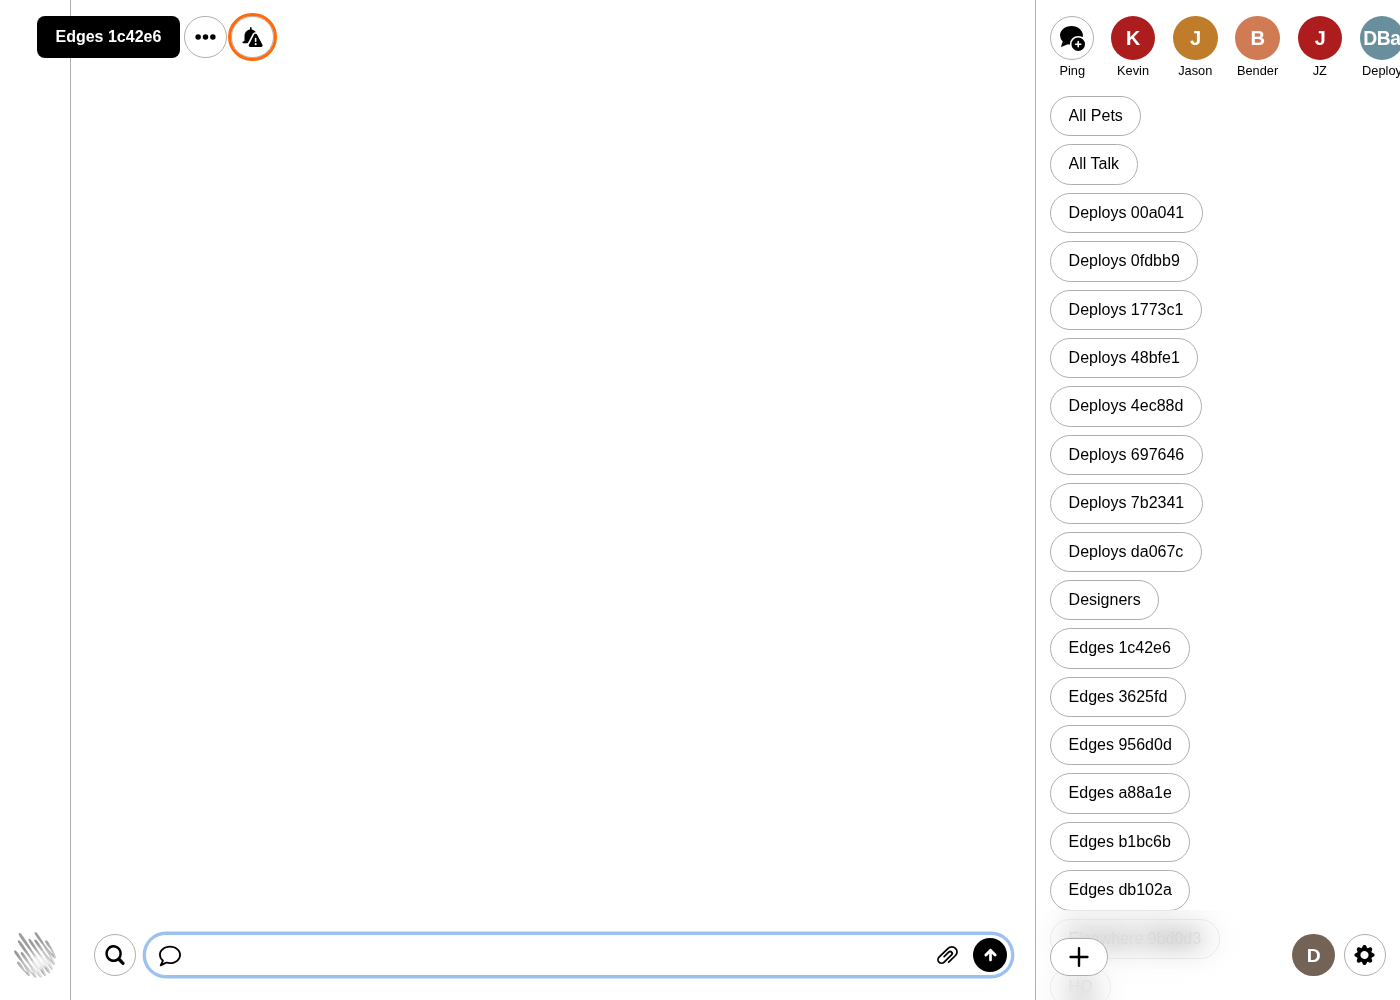 Edges 1c42e6
K
J
B
J
DBa
Ping
Kevin
Jason
Bender
JZ
Deploy
All Pets
All Talk
Deploys 00a041
Deploys 0fdbb9
Deploys 1773c1
Deploys 48bfe1
Deploys 4ec88d
Deploys 697646
Deploys 7b2341
Deploys da067c
Designers
Edges 1c42e6
Edges 3625fd
Edges 956d0d
Edges a88a1e
Edges b1bc6b
Edges db102a
HQ
D